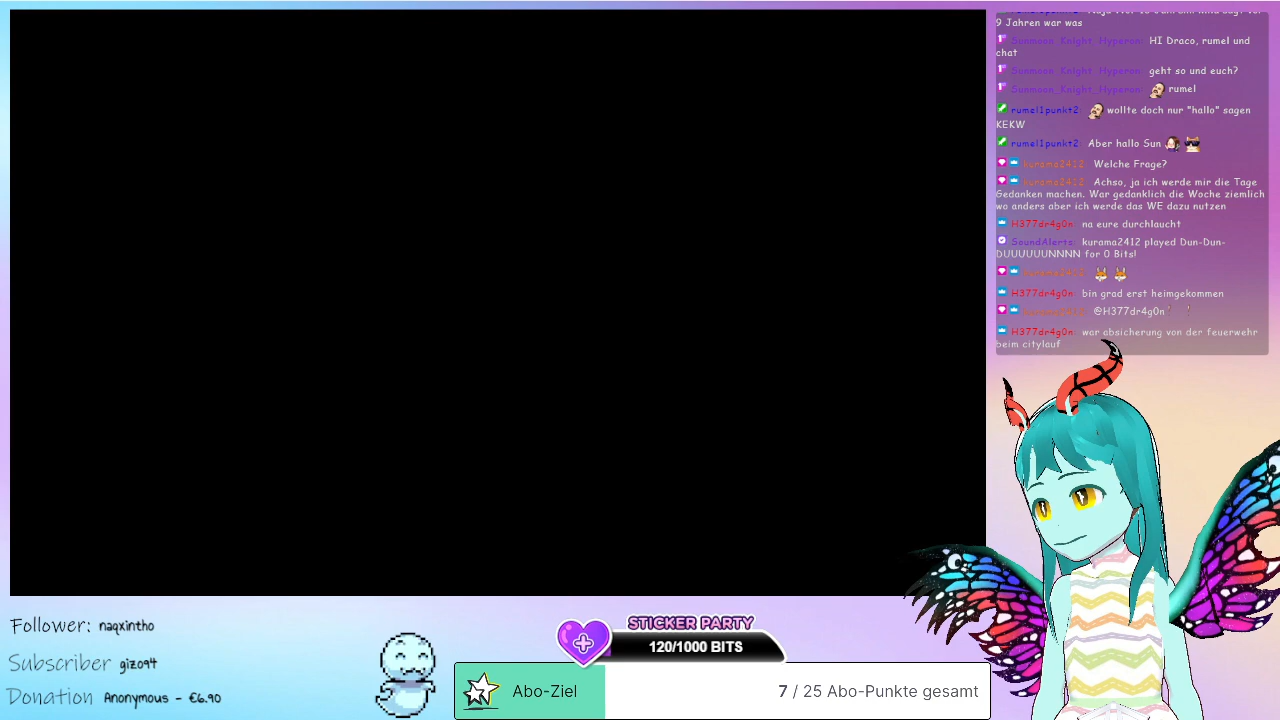 9 Jahren war was
Sunmoon_Knight_Hyperon: HI Draco, rumel und
chat
Sunmoon_Knight_Hyperon: geht so und euch?
Sunmoon_Knight_Hyperon: rumel
rumel1punkt2: wollte doch nur "hallo" sagen
KEKW
rumel1punkt2: Aber hallo Sun
kurama2412: Welche Frage?
kurama2412: Achso, ja ich werde mir die Tage
Gedanken machen. War gedanklich die Woche ziemlich
wo anders aber ich werde das WE dazu nutzen
H377dr4g0n: na eure durchlaucht
SoundAlerts: kurama2412 played Dun-Dun-
DUUUUUUNNNN for 0 Bits!
kurama2412:
H377dr4g0n: bin grad erst heimgekommen
kurama2412: @H377dr4g0n
H377dr4g0n: war absicherung von der feuerwehr
beim citylauf
Follower: naqxintho
Subscriber gizo94
Donation Anonymous - €6.90
STICKER PARTY
120/1000 BITS
Abo-Ziel
7 / 25 Abo-Punkte gesamt